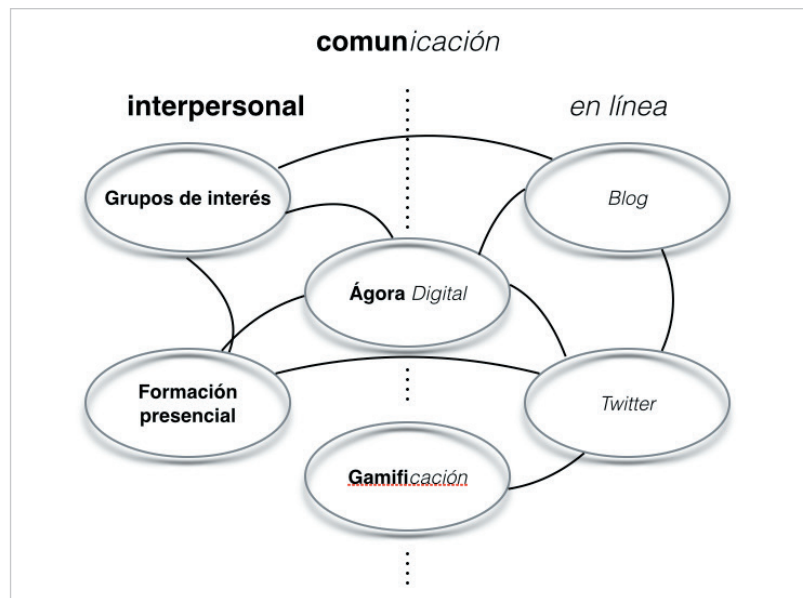 comunicación
interpersonal
en línea
Grupos de interés
Blog
Ágora Digital
Formación
presencial
Twitter
Gamificación